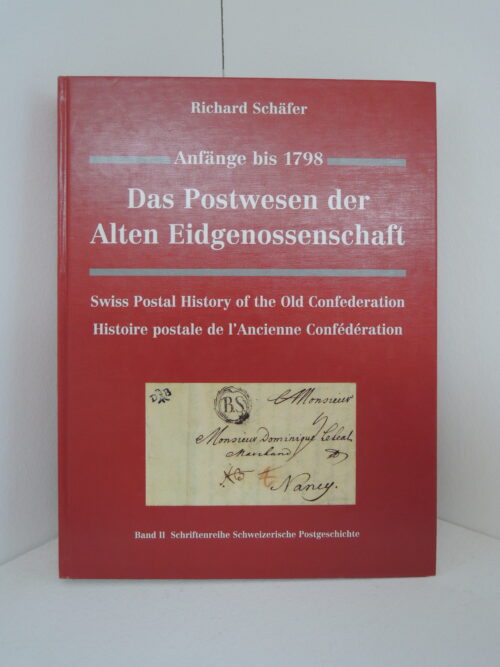 Richard Schäfer
Anfänge bis 1798
Das Postwesen der
Alten Eidgenossenschaft
Swiss Postal History of the Old Confederation
Histoire postale de l'Ancienne Confédération
B.S.
Monsieur
Monsieur Dominique
Marchand
Nancy.
Band II Schriftenreihe Schweizerische Postgeschichte